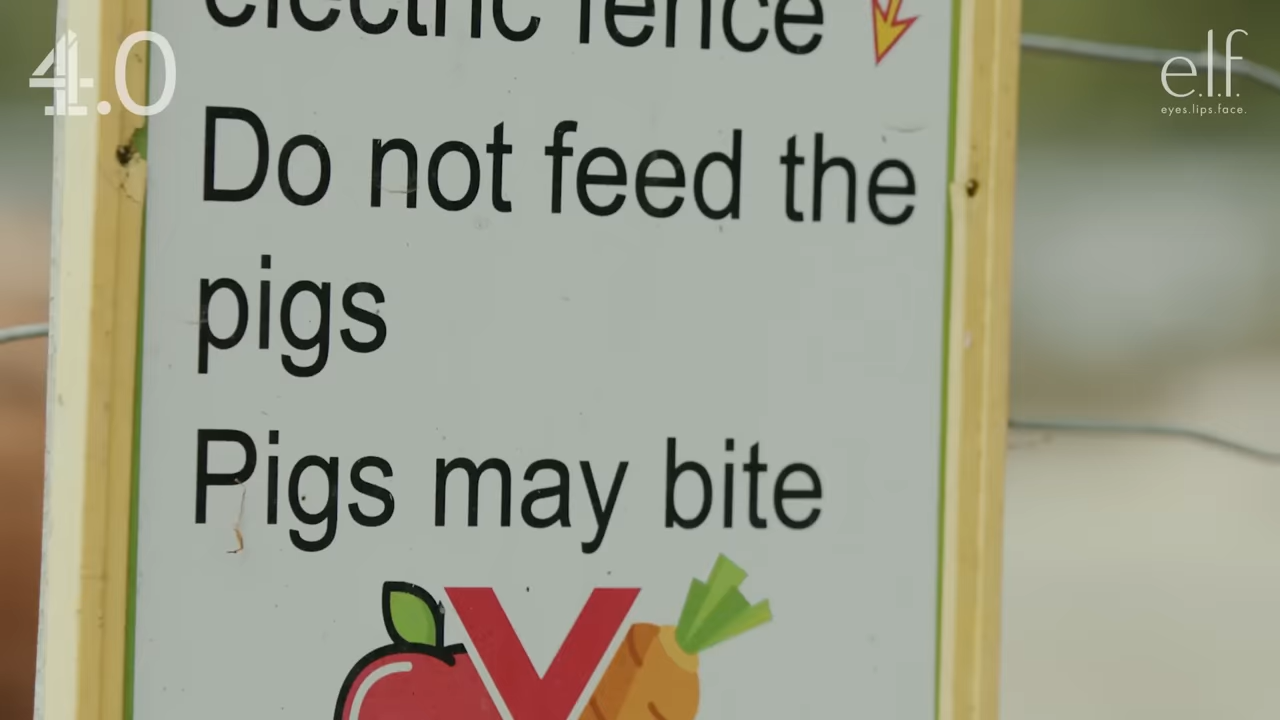 4.0
e.l.f.
eyes.lips.face.
electric fence
Do not feed the
pigs
Pigs may bite